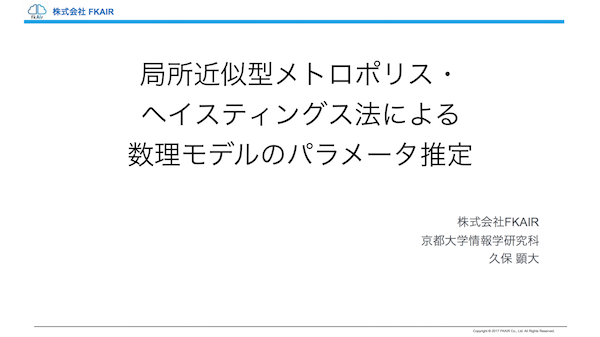 FKAIR
株式会社 FKAIR
局所近似型メトロポリス・
ヘイスティングス法による
数理モデルのパラメータ推定
株式会社FKAIR
京都大学情報学研究科
久保 顕大
Copyright © 2017 FKAIR Co., Ltd. All Rights Reserved.